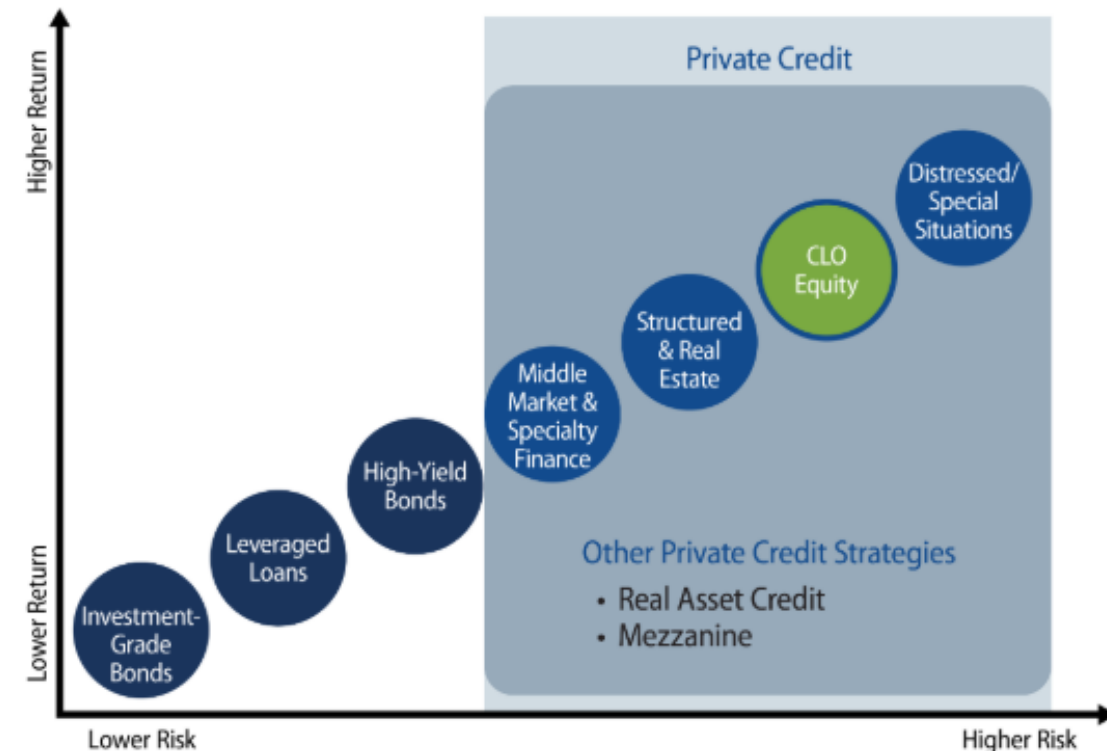 Higher Return
Lower Return
Private Credit
Distressed/
Special
Situations
CLO
Equity
Structured
& Real
Estate
Middle
Market &
Specialty
Finance
High-Yield
Bonds
Leveraged
Loans
Investment-
Grade
Bonds
Other Private Credit Strategies
• Real Asset Credit
• Mezzanine
Lower Risk
Higher Risk